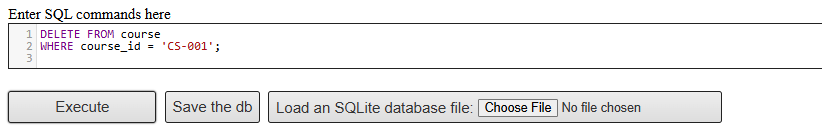 Enter SQL commands here
1 DELETE FROM course
2 WHERE course_id = 'CS-001';
3
Execute Save the db Load an SQLite database file: Choose File No file chosen